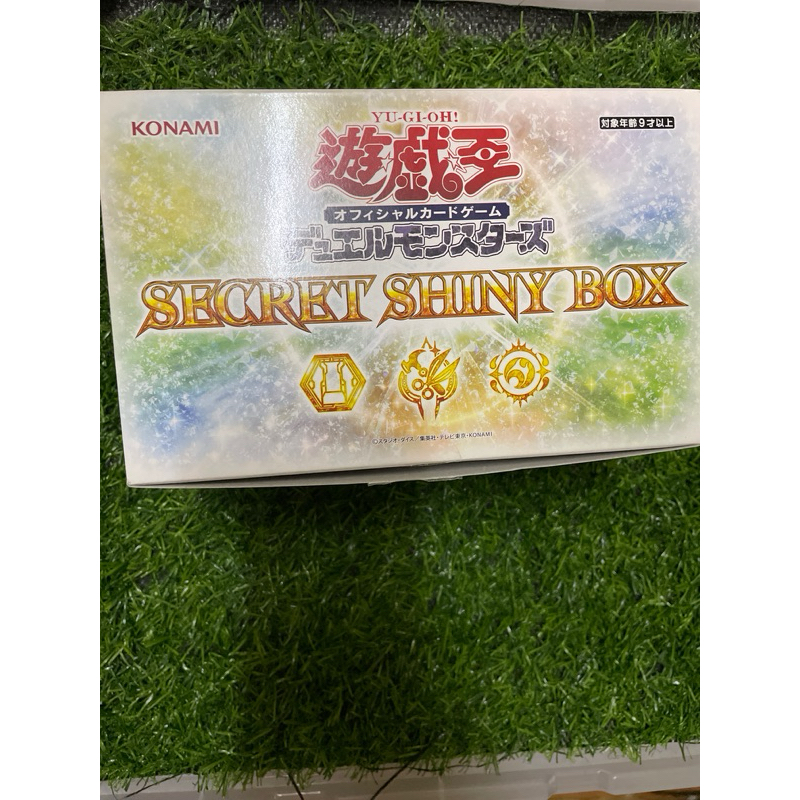 KONAMI
YU-GI-OH!
対象年齢9才以上
遊☆戯☆王
オフィシャルカードゲーム
デュエルモンスターズ
SECRET SHINY BOX
©スタジオ・ダイス/集英社・テレビ東京・KONAMI